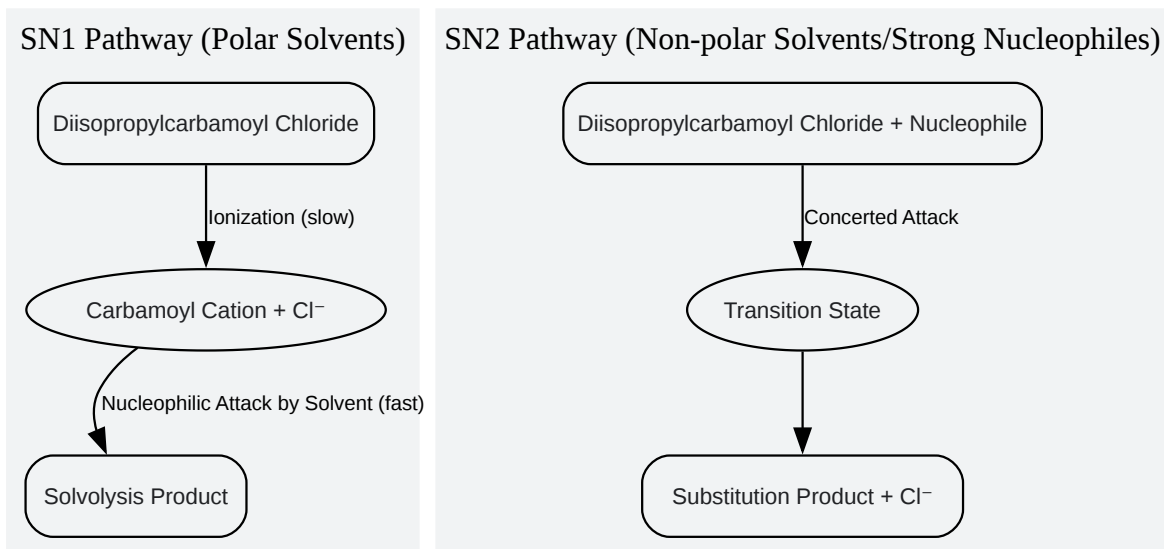 SN1 Pathway (Polar Solvents)
Diisopropylcarbamoyl Chloride
Ionization (slow)
Carbamoyl Cation + Cl⁻
Nucleophilic Attack by Solvent (fast)
Solvolysis Product
SN2 Pathway (Non-polar Solvents/Strong Nucleophiles)
Diisopropylcarbamoyl Chloride + Nucleophile
Concerted Attack
Transition State
Substitution Product + Cl⁻